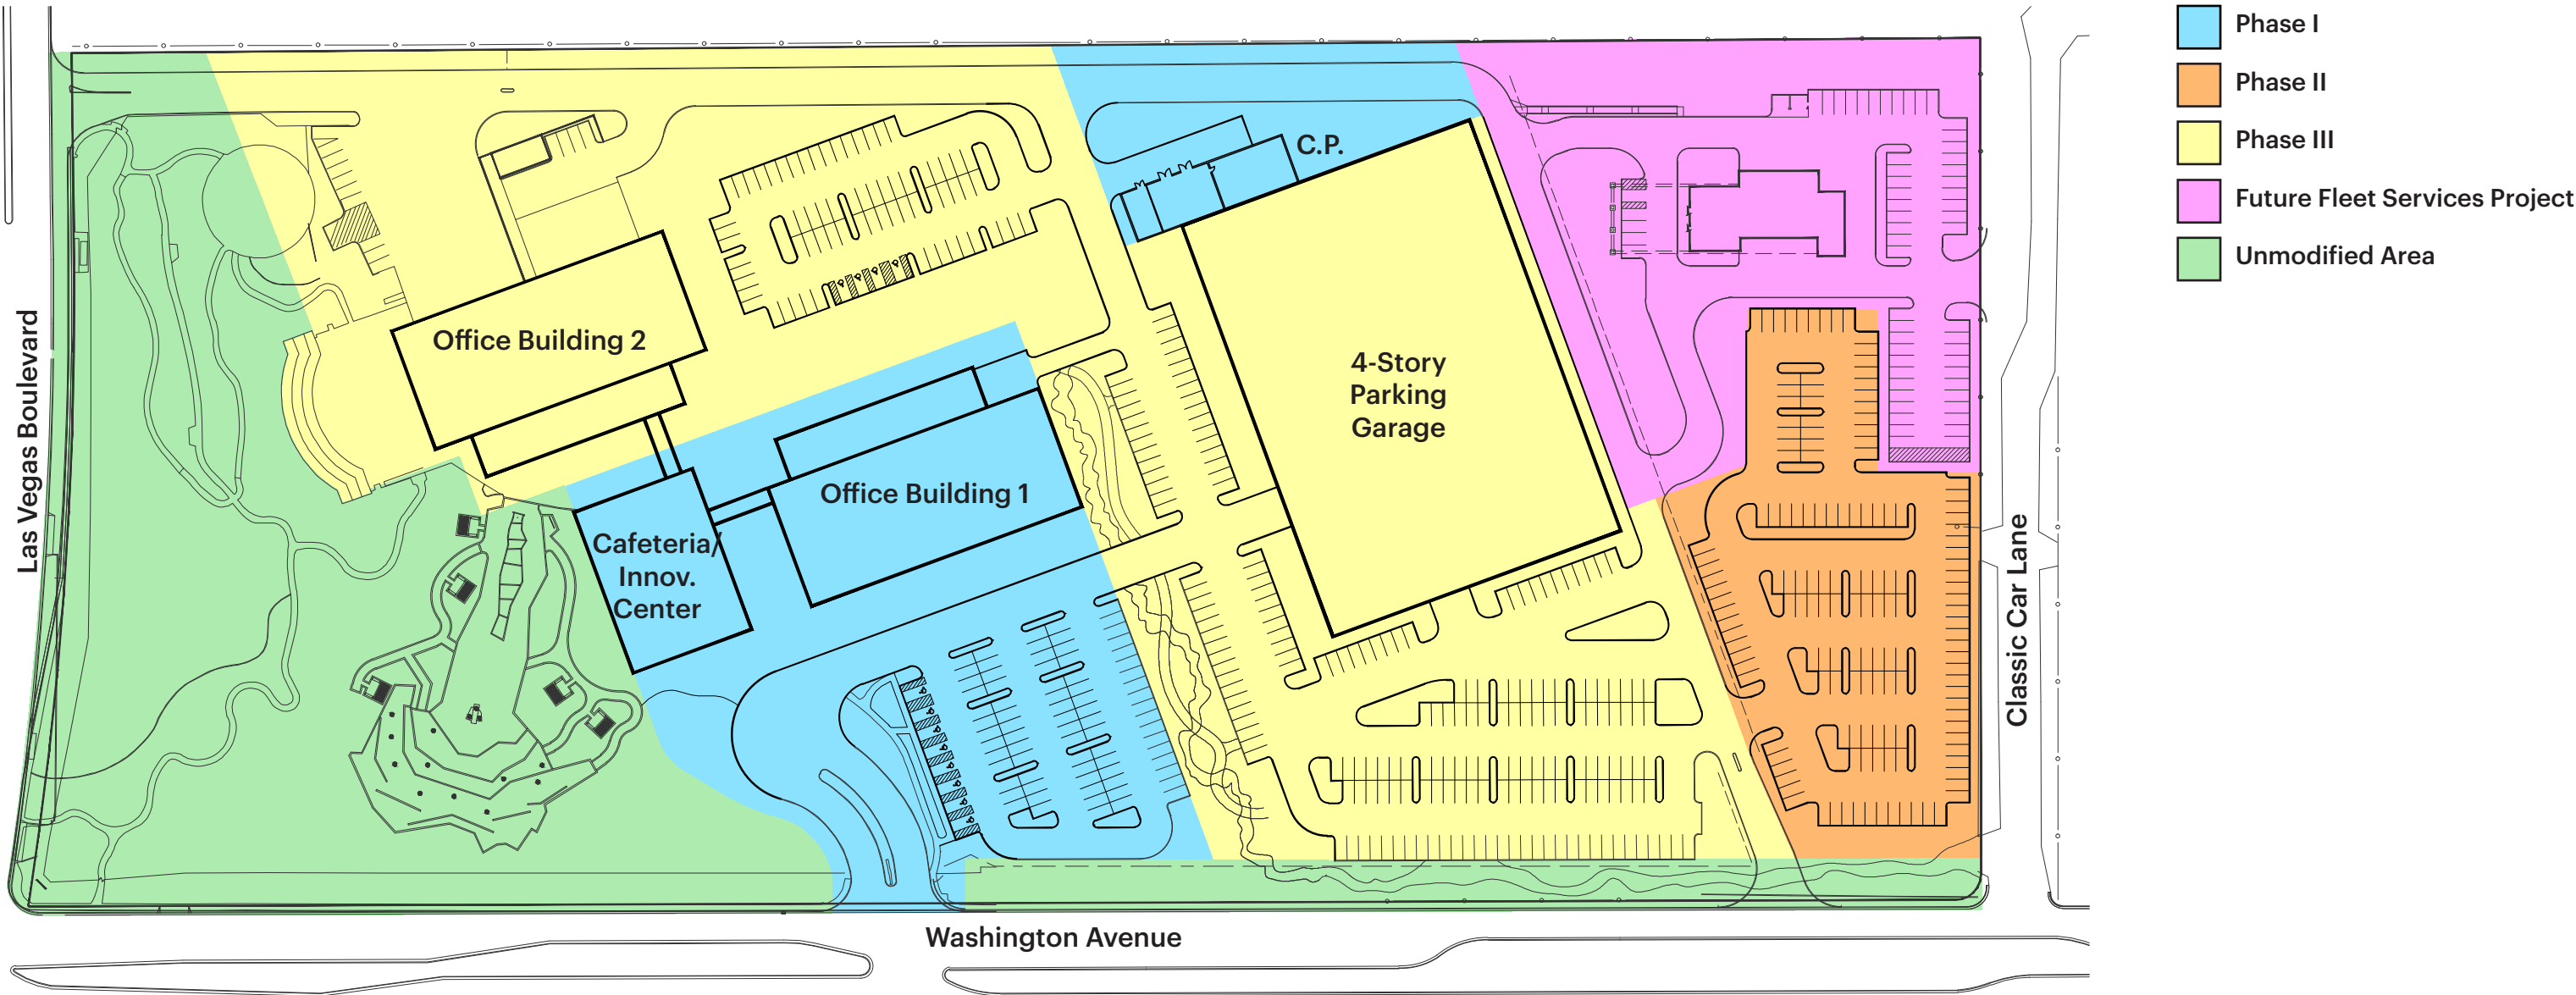 Phase I
Phase II
Phase III
Future Fleet Services Project
Unmodified Area
C.P.
Office Building 2
4-Story
Parking
Garage
Office Building 1
Cafeteria/
Innov.
Center
Las Vegas Boulevard
Classic Car Lane
Washington Avenue